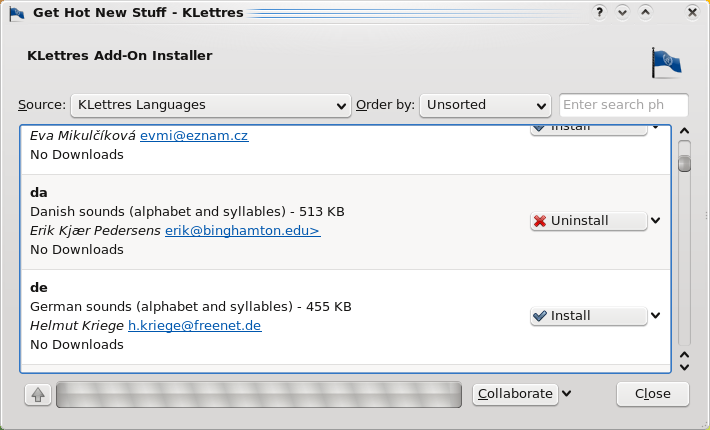 Get Hot New Stuff - KLettres
KLettres Add-On Installer
Source: KLettres Languages Order by: Unsorted Enter search ph
Eva Mikulčíková evmi@eznam.cz Install
No Downloads
da
Danish sounds (alphabet and syllables) - 513 KB
Uninstall
Erik Kjær Pedersens erik@binghamton.edu>
No Downloads
de
German sounds (alphabet and syllables) - 455 KB
Install
Helmut Kriege h.kriege@freenet.de
No Downloads
Collaborate Close